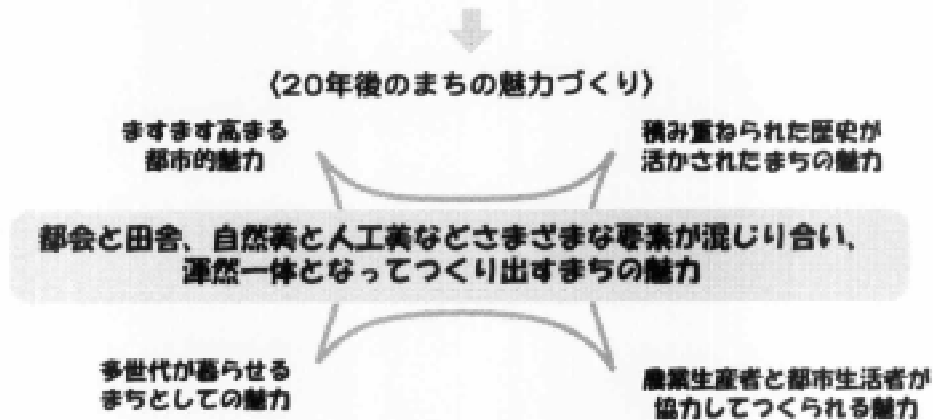 〈20年後のまちの魅力づくり〉
ますます高まる
都市的魅力
積み重ねられた歴史が
活かされたまちの魅力
都会と田舎、自然美と人工美などさまざまな要素が混じり合い、
渾然一体となってつくり出すまちの魅力
多世代が暮らせる
まちとしての魅力
農業生産者と都市生活者が
協力してつくられる魅力